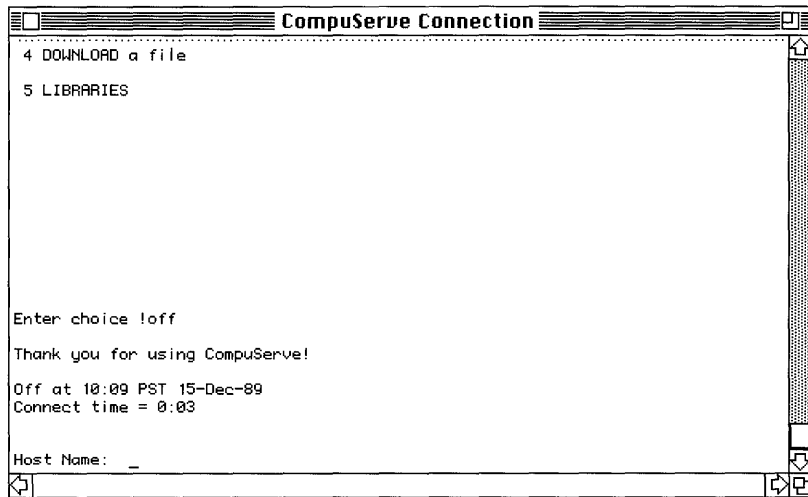 CompuServe Connection
4 DOWNLOAD a file
5 LIBRARIES
Enter choice !off
Thank you for using CompuServe!
Off at 10:09 PST 15-Dec-89
Connect time = 0:03
Host Name: _